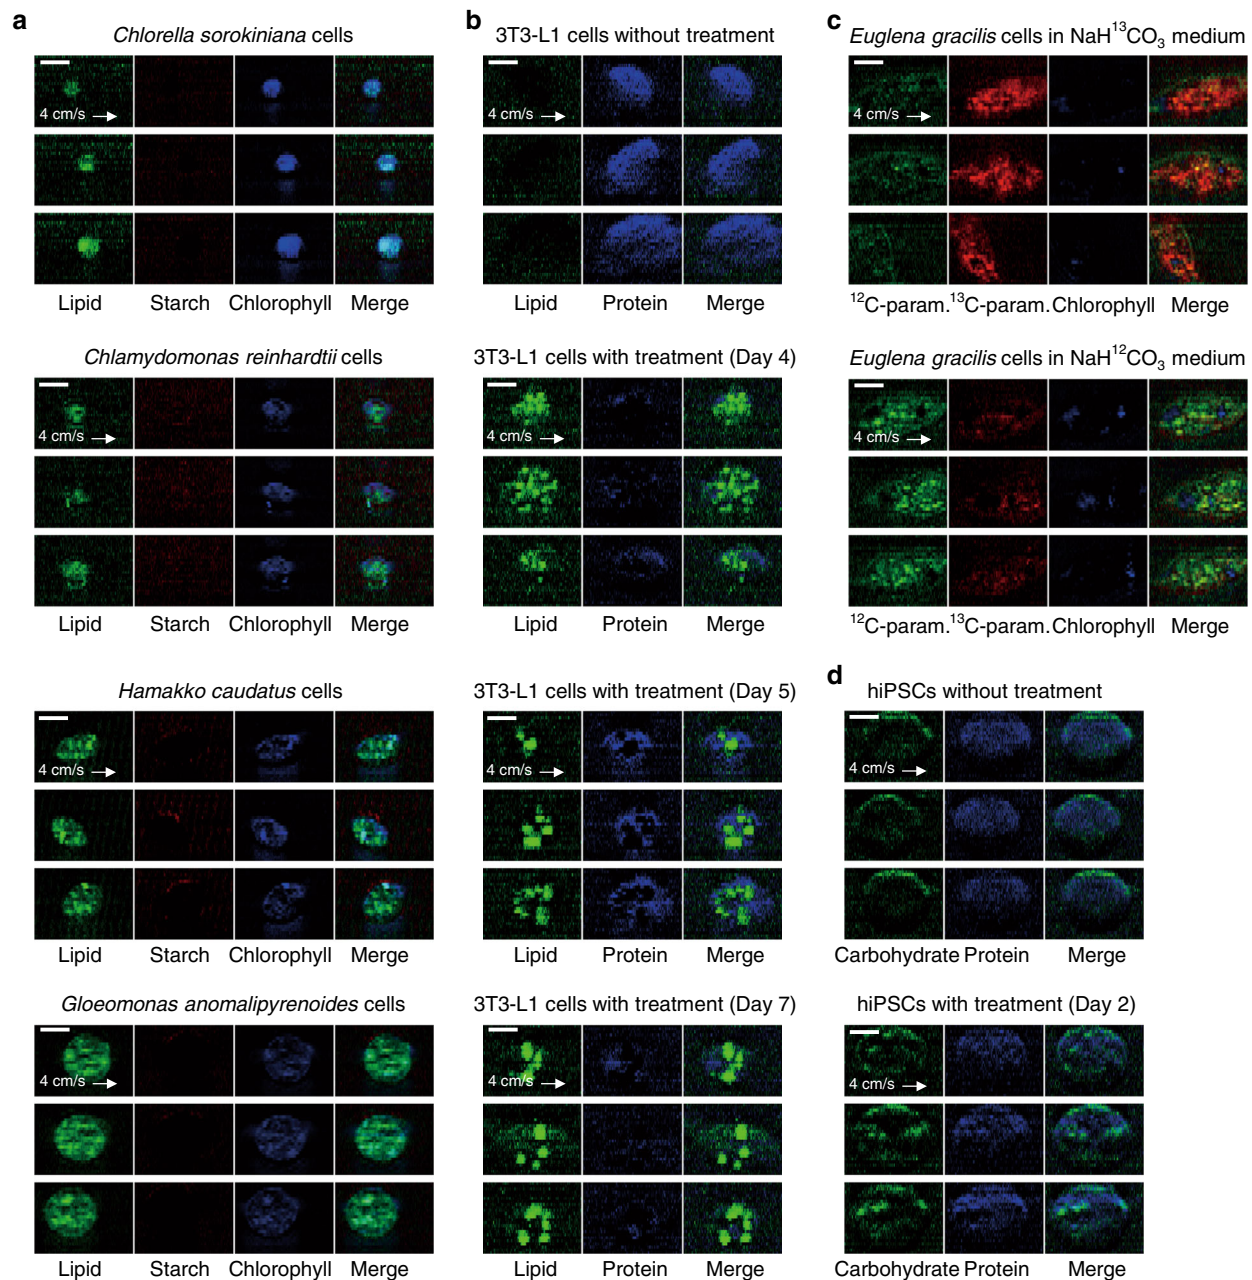 a
Chlorella sorokiniana cells
4 cm/s
Lipid Starch Chlorophyll Merge
Chlamydomonas reinhardtii cells
4 cm/s
Lipid Starch Chlorophyll Merge
Hamakko caudatus cells
4 cm/s
Lipid Starch Chlorophyll Merge
Gloeomonas anomalipyrenoides cells
4 cm/s
Lipid Starch Chlorophyll Merge
b
3T3-L1 cells without treatment
4 cm/s
Lipid Protein Merge
3T3-L1 cells with treatment (Day 4)
4 cm/s
Lipid Protein Merge
3T3-L1 cells with treatment (Day 5)
4 cm/s
Lipid Protein Merge
3T3-L1 cells with treatment (Day 7)
4 cm/s
Lipid Protein Merge
c
Euglena gracilis cells in NaH¹³CO₃ medium
4 cm/s
¹²C-param. ¹³C-param. Chlorophyll Merge
Euglena gracilis cells in NaH¹²CO₃ medium
4 cm/s
¹²C-param. ¹³C-param. Chlorophyll Merge
d
hiPSCs without treatment
4 cm/s
Carbohydrate Protein Merge
hiPSCs with treatment (Day 2)
4 cm/s
Carbohydrate Protein Merge